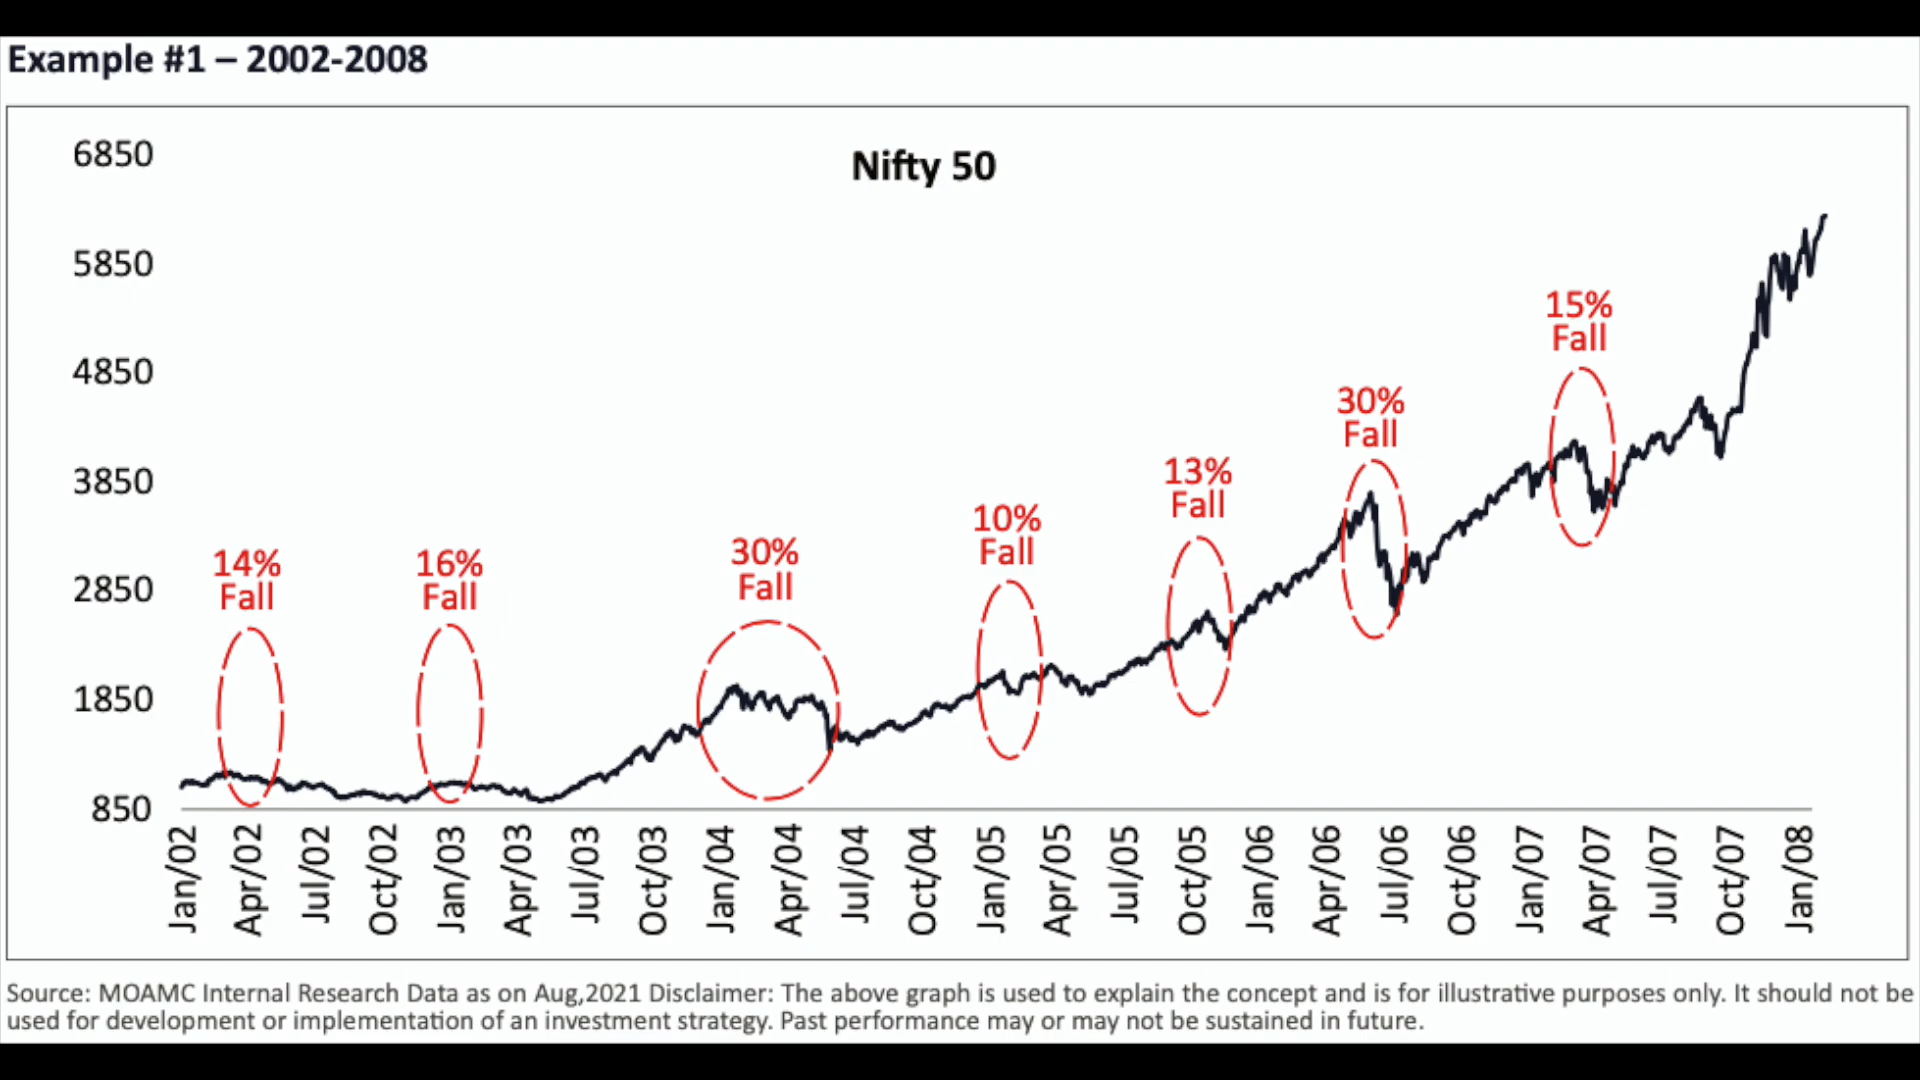 Example #1 – 2002-2008
Nifty 50
6850
5850
4850
3850
2850
1850
850
14%
Fall
16%
Fall
30%
Fall
10%
Fall
13%
Fall
30%
Fall
15%
Fall
Jan/02
Apr/02
Jul/02
Oct/02
Jan/03
Apr/03
Jul/03
Oct/03
Jan/04
Apr/04
Jul/04
Oct/04
Jan/05
Apr/05
Jul/05
Oct/05
Jan/06
Apr/06
Jul/06
Oct/06
Jan/07
Apr/07
Jul/07
Oct/07
Jan/08
Source: MOAMC Internal Research Data as on Aug,2021 Disclaimer: The above graph is used to explain the concept and is for illustrative purposes only. It should not be
used for development or implementation of an investment strategy. Past performance may or may not be sustained in future.